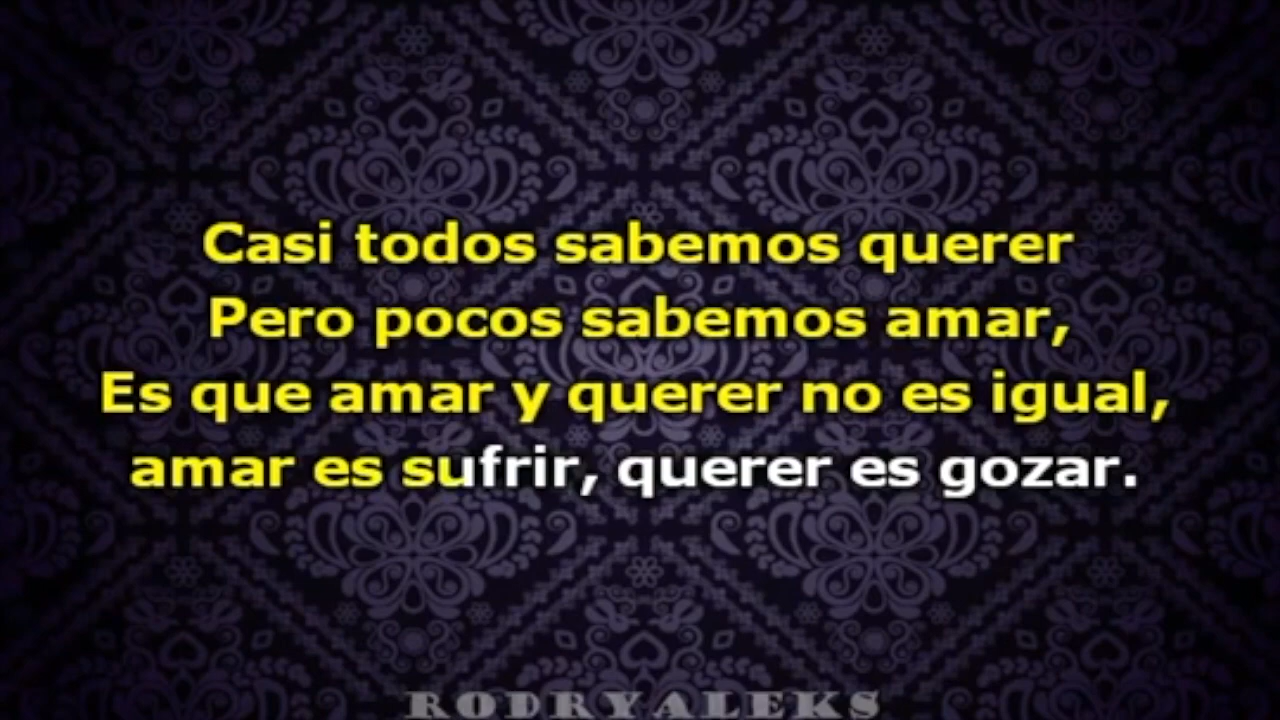 Casi todos sabemos querer
Pero pocos sabemos amar,
Es que amar y querer no es igual,
amar es sufrir, querer es gozar.
RODRYALEKS